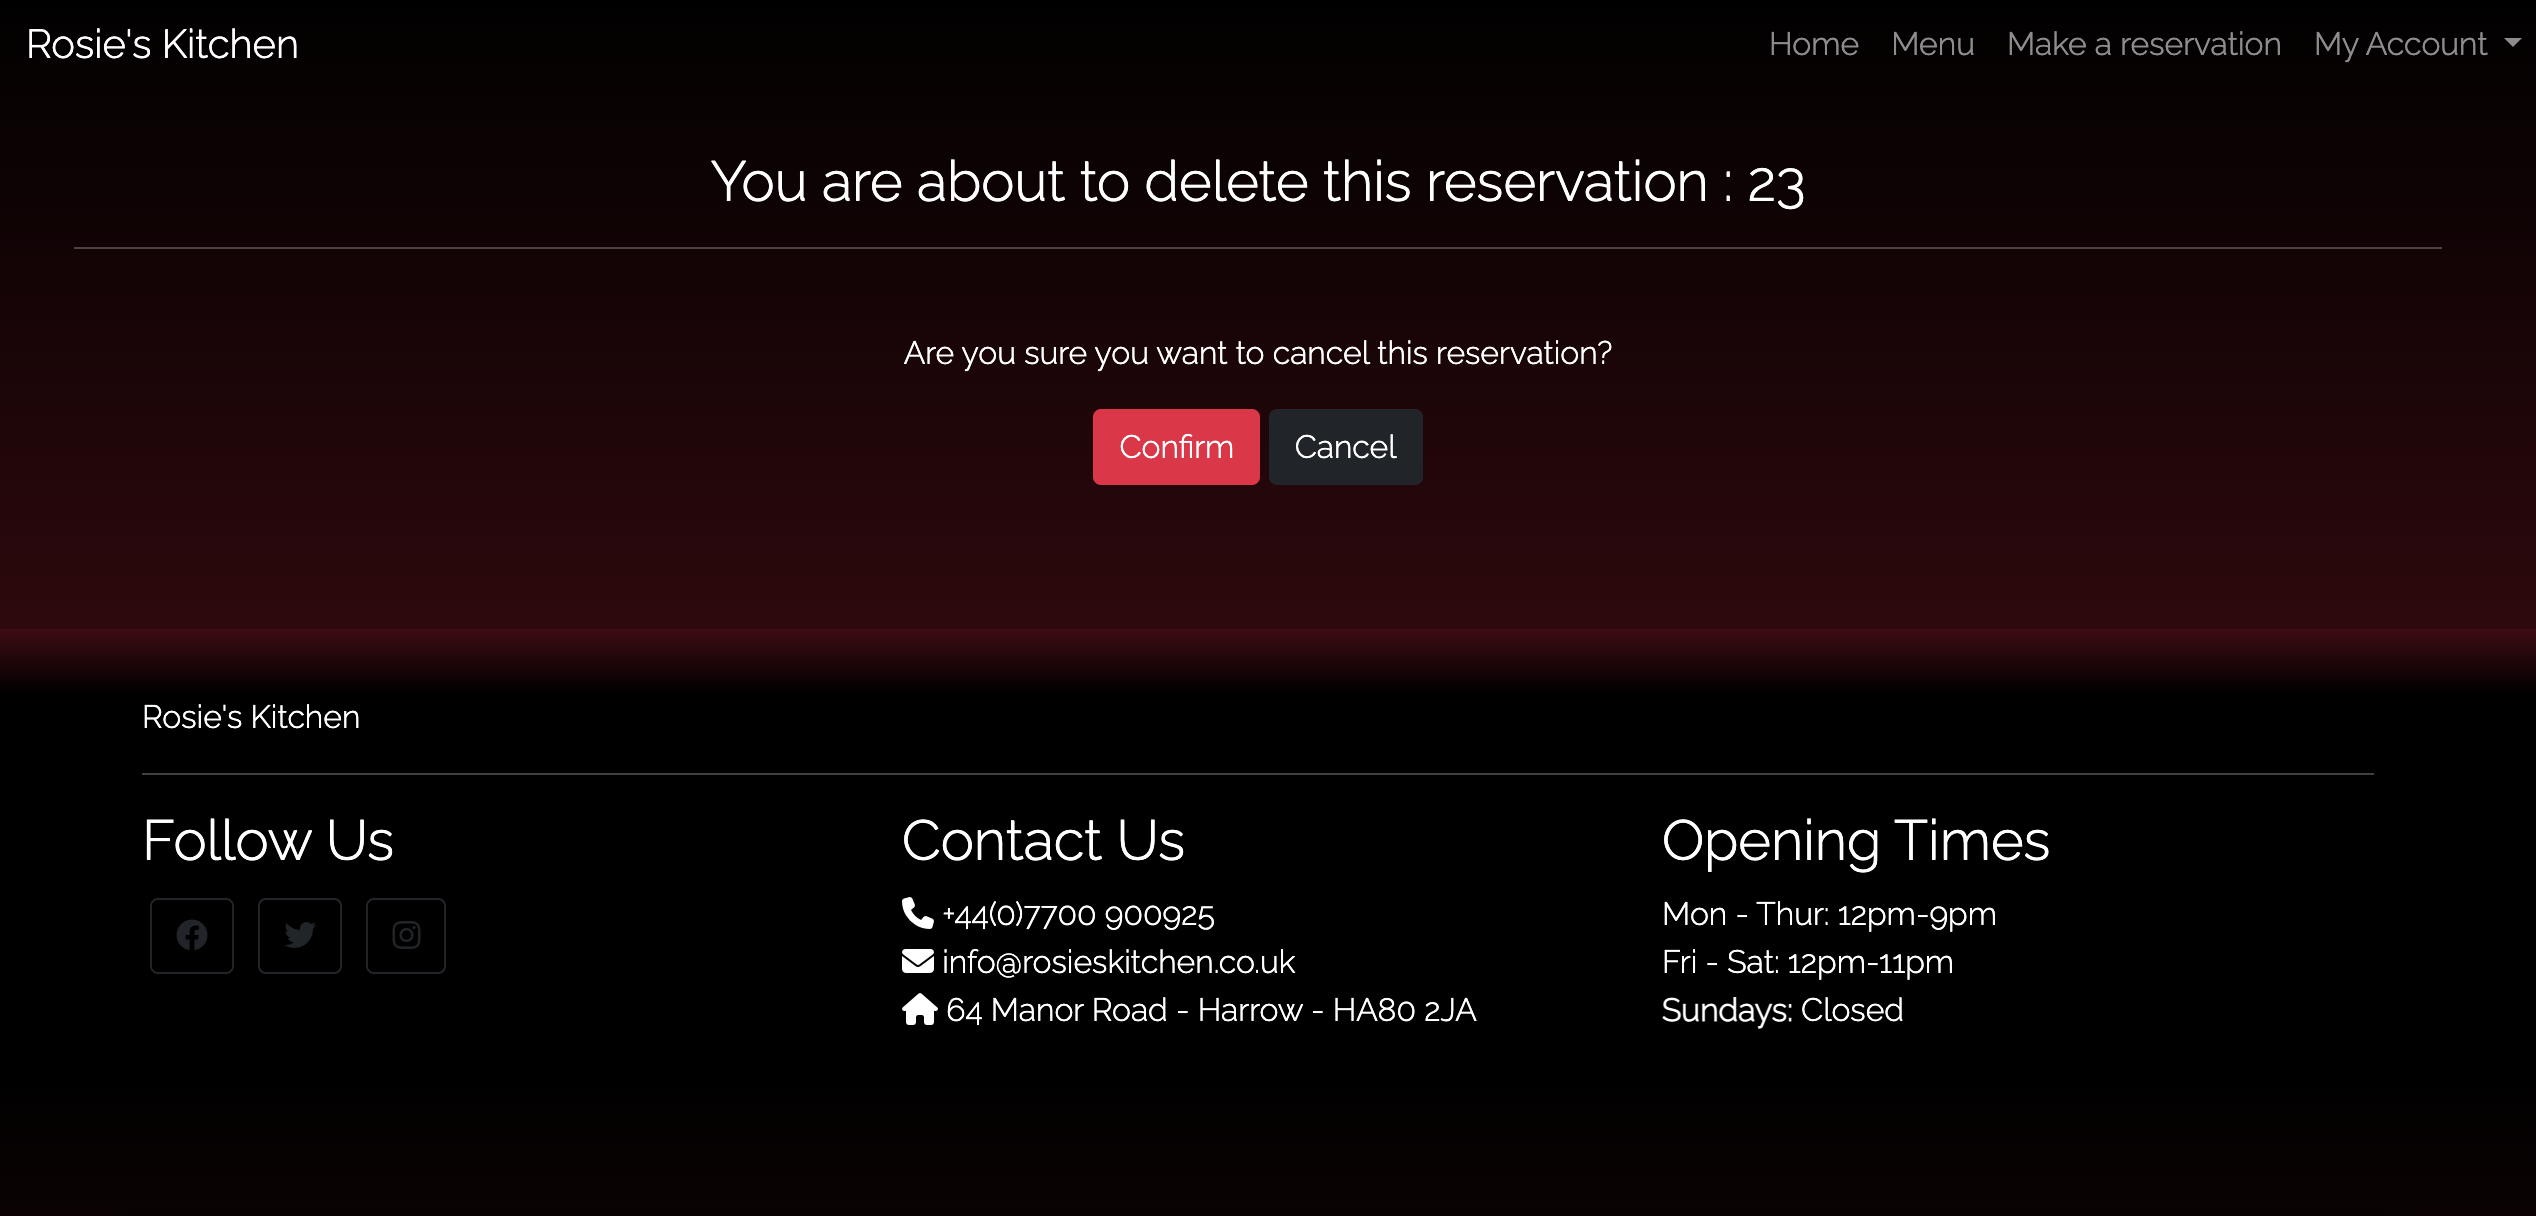 Rosie's Kitchen
Home Menu Make a reservation My Account
You are about to delete this reservation : 23
Are you sure you want to cancel this reservation?
Confirm Cancel
Rosie's Kitchen
Follow Us
Contact Us
+44(0)7700 900925
info@rosieskitchen.co.uk
64 Manor Road - Harrow - HA80 2JA
Opening Times
Mon - Thur: 12pm-9pm
Fri - Sat: 12pm-11pm
Sundays: Closed